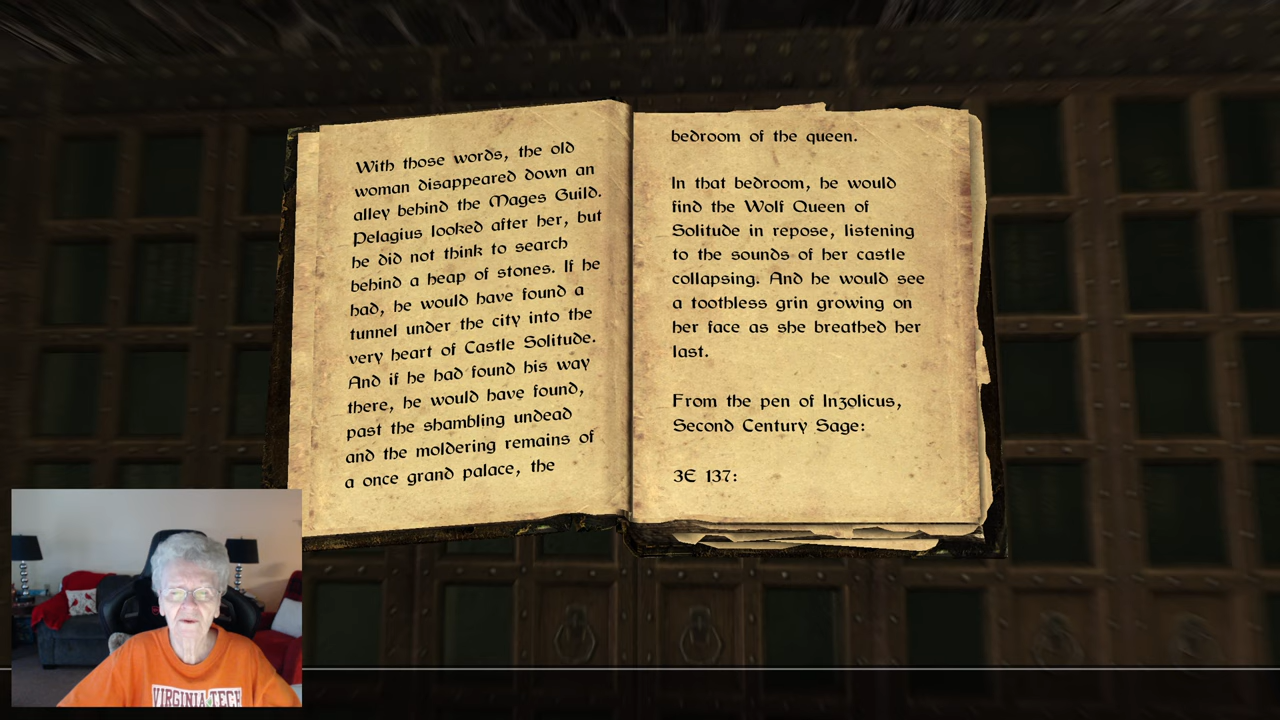 With those words, the old
woman disappeared down an
alley behind the Mages Guild.
Pelagius looked after her, but
he did not think to search
behind a heap of stones. If he
had, he would have found a
tunnel under the city into the
very heart of Castle Solitude.
And if he had found his way
there, he would have found,
past the shambling undead
and the moldering remains of
a once grand palace, the
bedroom of the queen.
In that bedroom, he would
find the Wolf Queen of
Solitude in repose, listening
to the sounds of her castle
collapsing. And he would see
a toothless grin growing on
her face as she breathed her
last.
From the pen of Inzolicus,
Second Century Sage:
3E 137:
VIRGINIA TECH